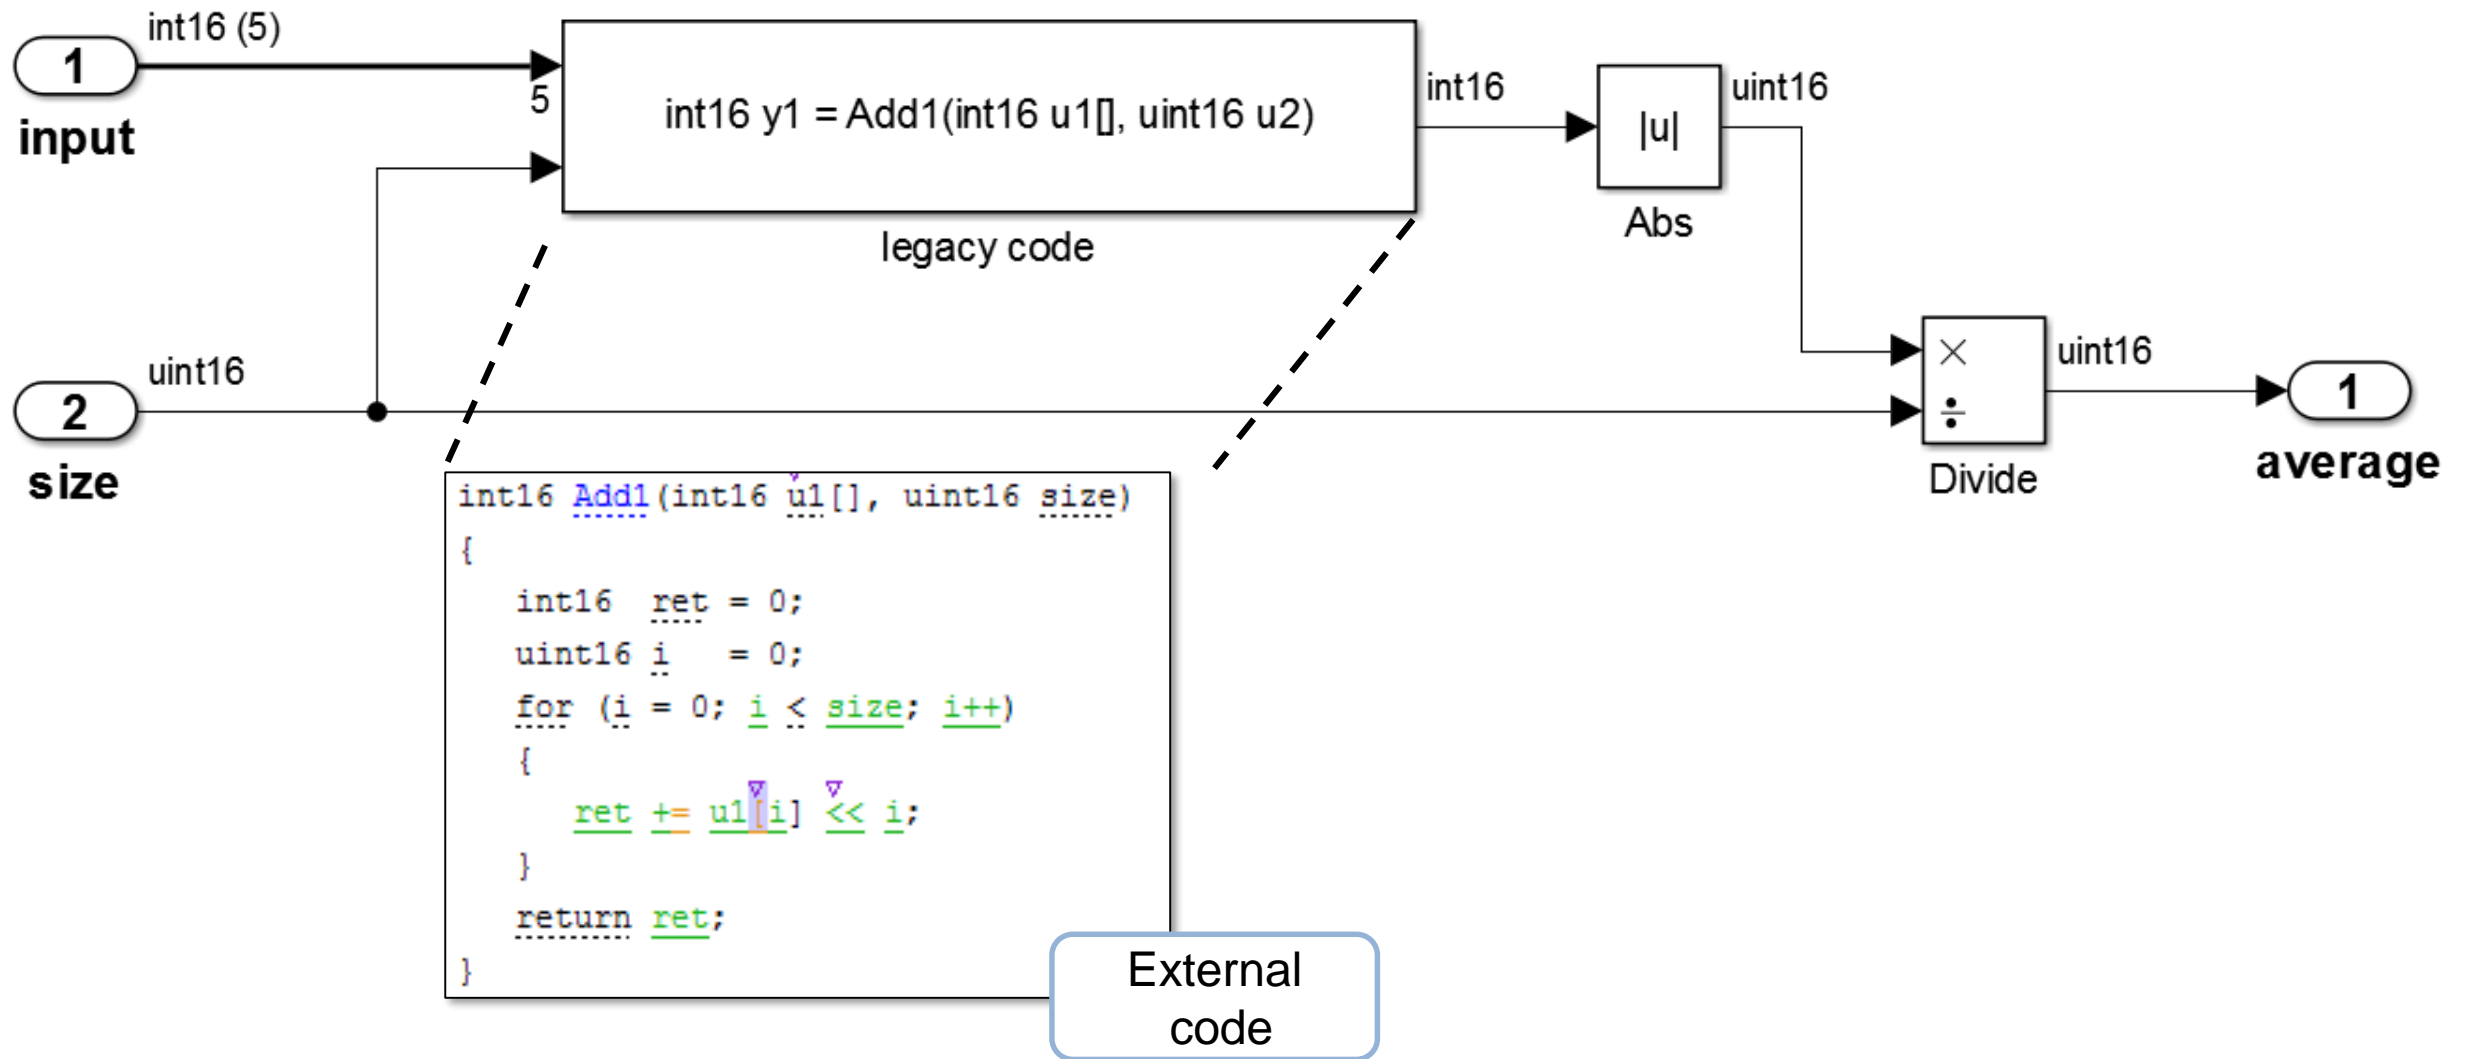 int16 (5)
1
input
5
int16 y1 = Add1(int16 u1[], uint16 u2)
legacy code
int16
|u|
Abs
uint16
uint16
2
size
×
÷
Divide
uint16
1
average
int16 Add1(int16 u1[], uint16 size)
{
int16 ret = 0;
uint16 i = 0;
for (i = 0; i < size; i++)
{
ret += u1[i] << i;
}
return ret;
}
External
code